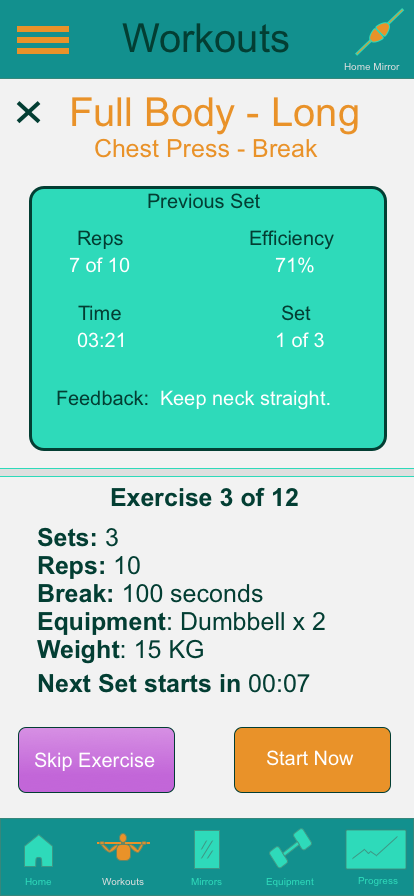 Workouts
Home Mirror
Full Body - Long
Chest Press - Break
Previous Set
Reps Efficiency
7 of 10 71%
Time Set
03:21 1 of 3
Feedback: Keep neck straight.
Exercise 3 of 12
Sets: 3
Reps: 10
Break: 100 seconds
Equipment: Dumbbell x 2
Weight: 15 KG
Next Set starts in 00:07
Skip Exercise Start Now
Home Workouts Mirrors Equipment Progress